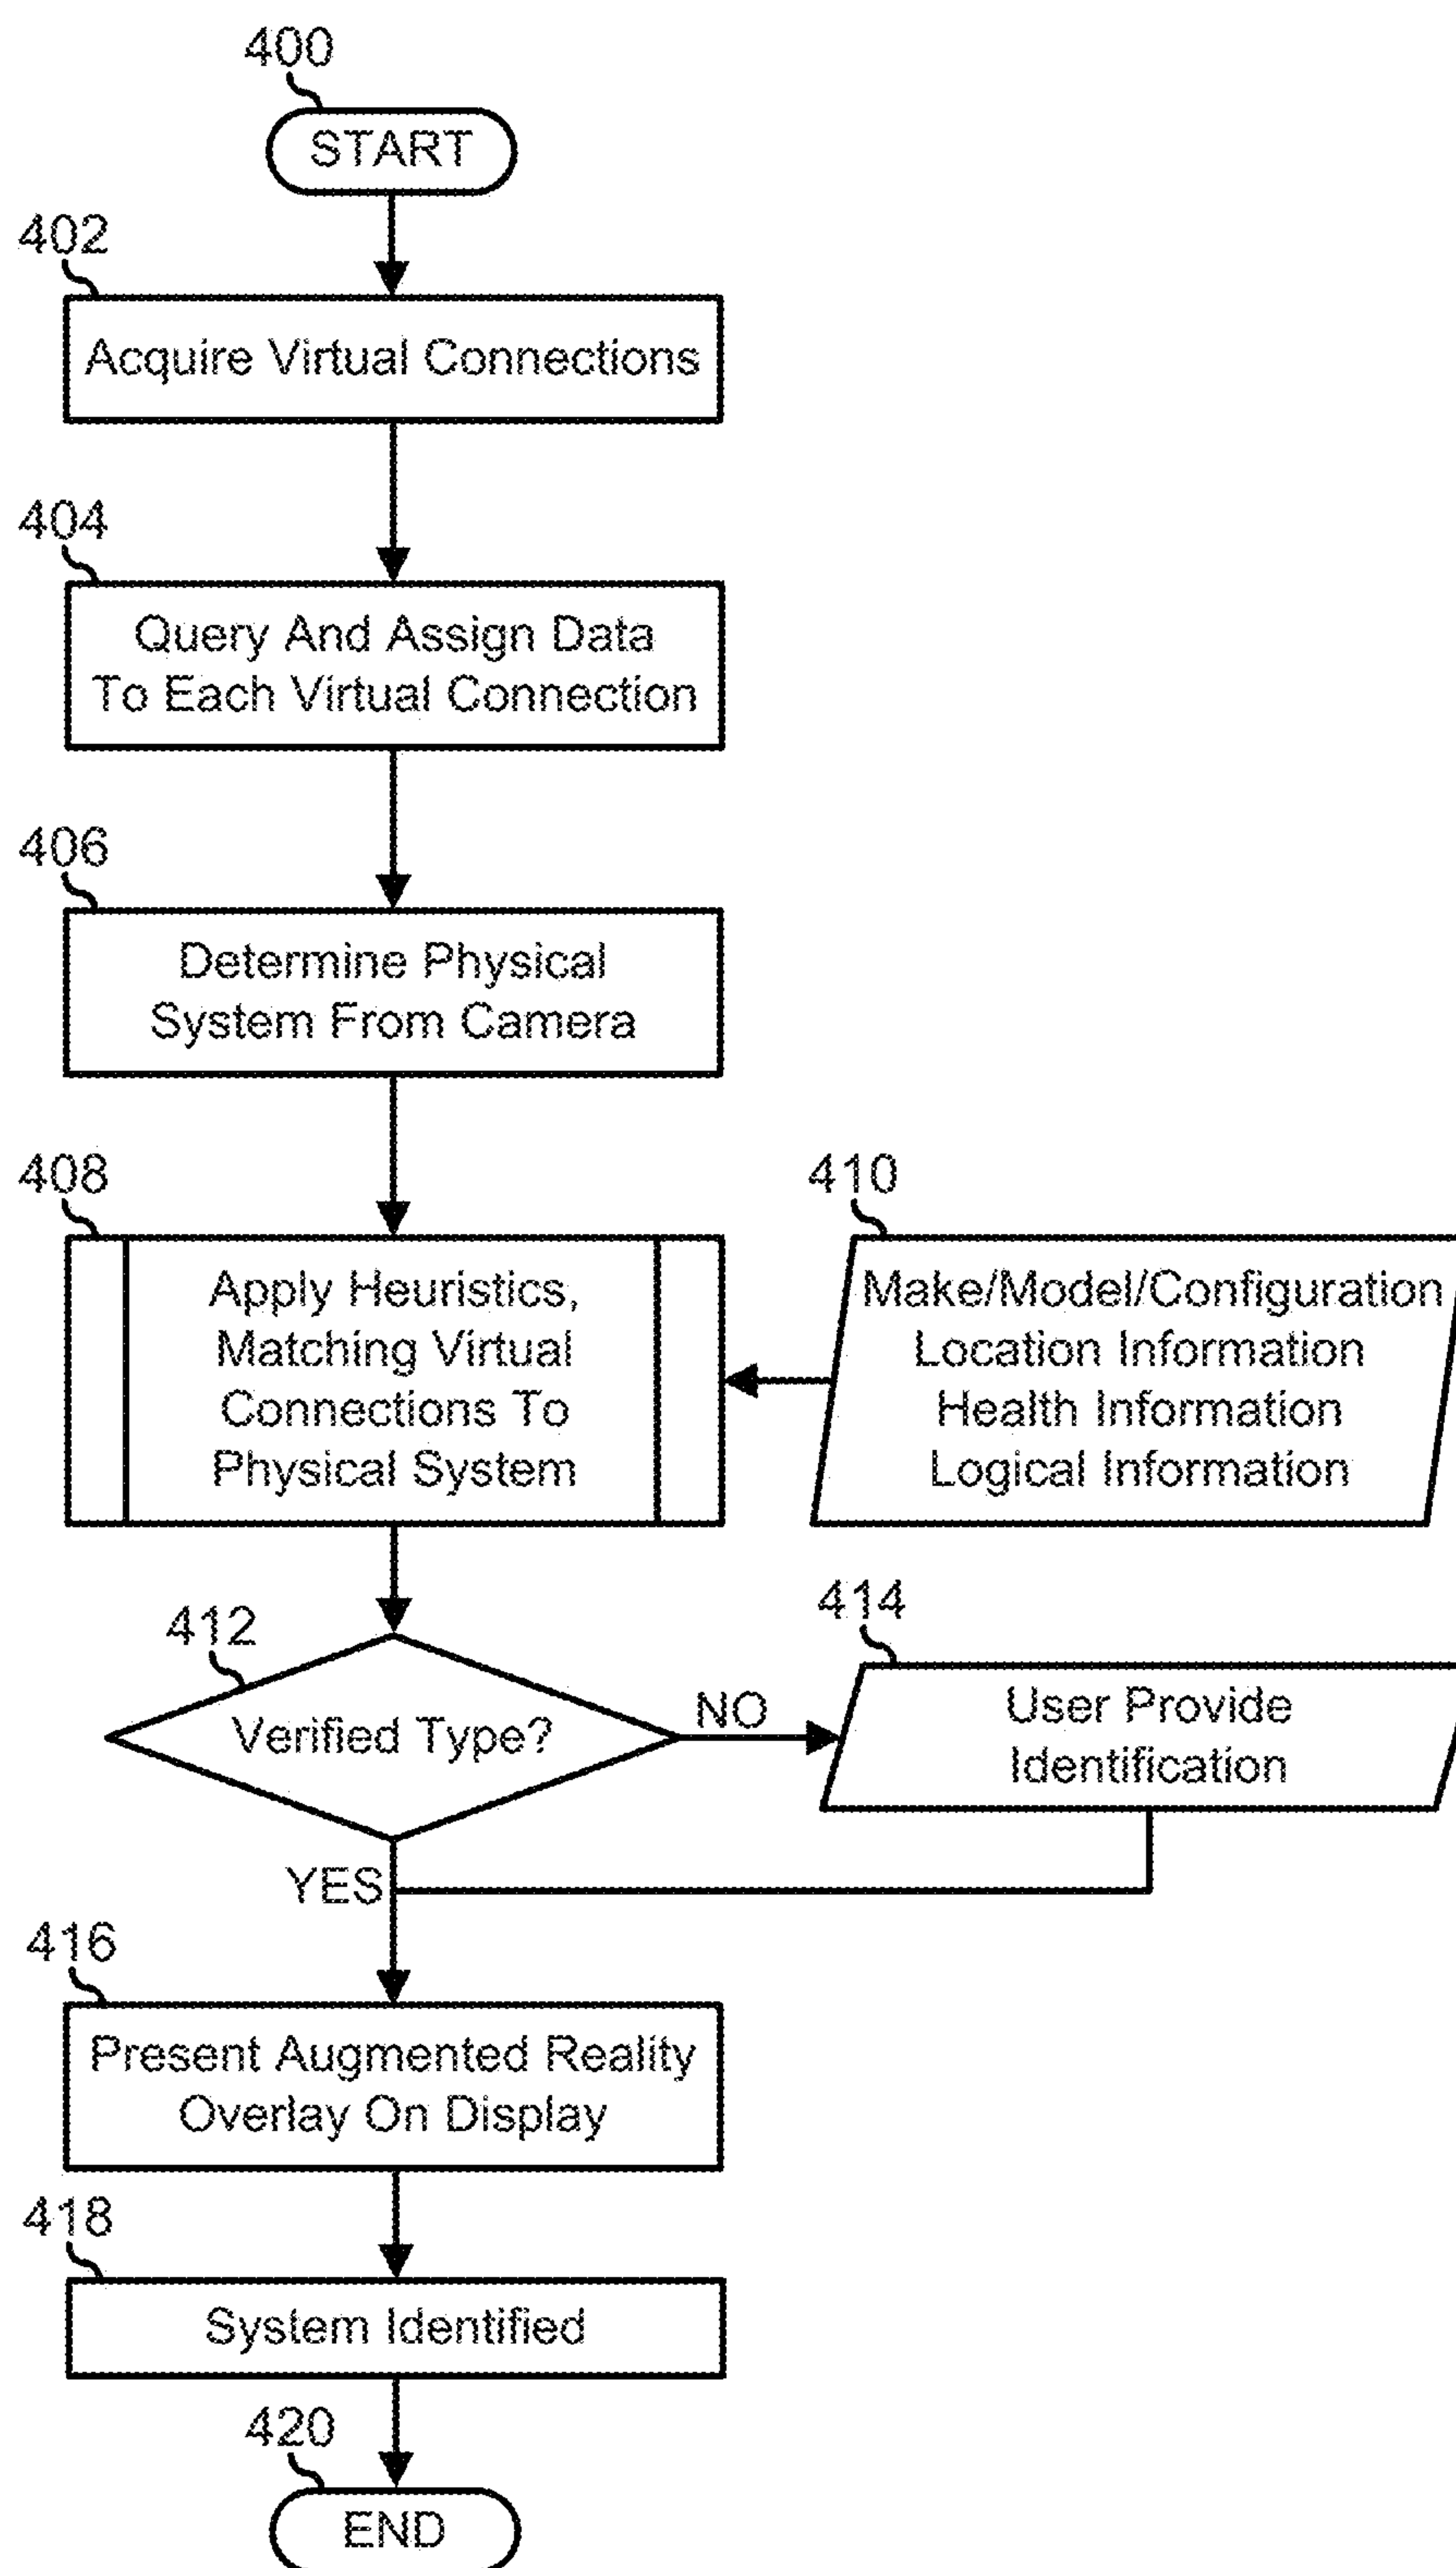 400
START
402
Acquire Virtual Connections
404
Query And Assign Data
To Each Virtual Connection
406
Determine Physical
System From Camera
408
Apply Heuristics,
Matching Virtual
Connections To
Physical System
410
Make/Model/Configuration
Location Information
Health Information
Logical Information
412
Verified Type?
NO
414
User Provide
Identification
YES
416
Present Augmented Reality
Overlay On Display
418
System Identified
420
END